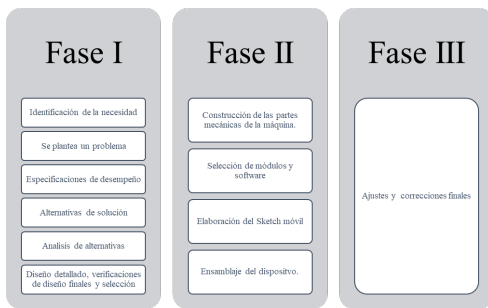 Fase I
Identificación de la necesidad
Se plantea un problema
Especificaciones de desempeño
Alternativas de solución
Analisis de alternativas
Diseño detallado, verificaciones
de diseño finales y selección
Fase II
Construcción de las partes
mecánicas de la máquina.
Selección de módulos y
software
Elaboración del Sketch móvil
Ensamblaje del dispositvo.
Fase III
Ajustes y correcciones finales